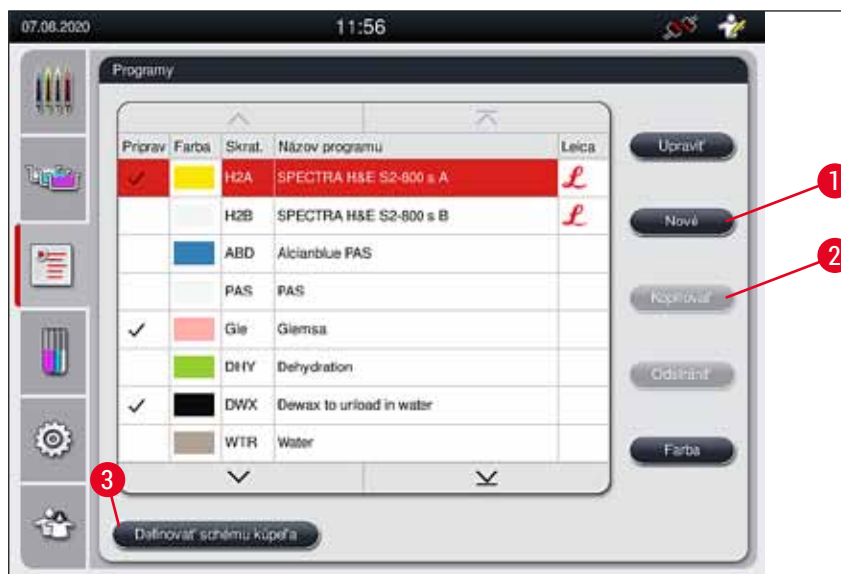 07.08.2020 11:56
Programy
Priprav Farba Skrat. Názov programu Leica
H2A SPECTRA H&E S2-800 s A
H2B SPECTRA H&E S2-800 s B
ABD Alcianblue PAS
PAS PAS
Gie Giemsa
DHY Dehydration
DWX Dewax to unload in water
WTR Water
Upraviť
Nové
Kopírovať
Odstrániť
Farba
Definovať schému kúpeľa
1
2
3